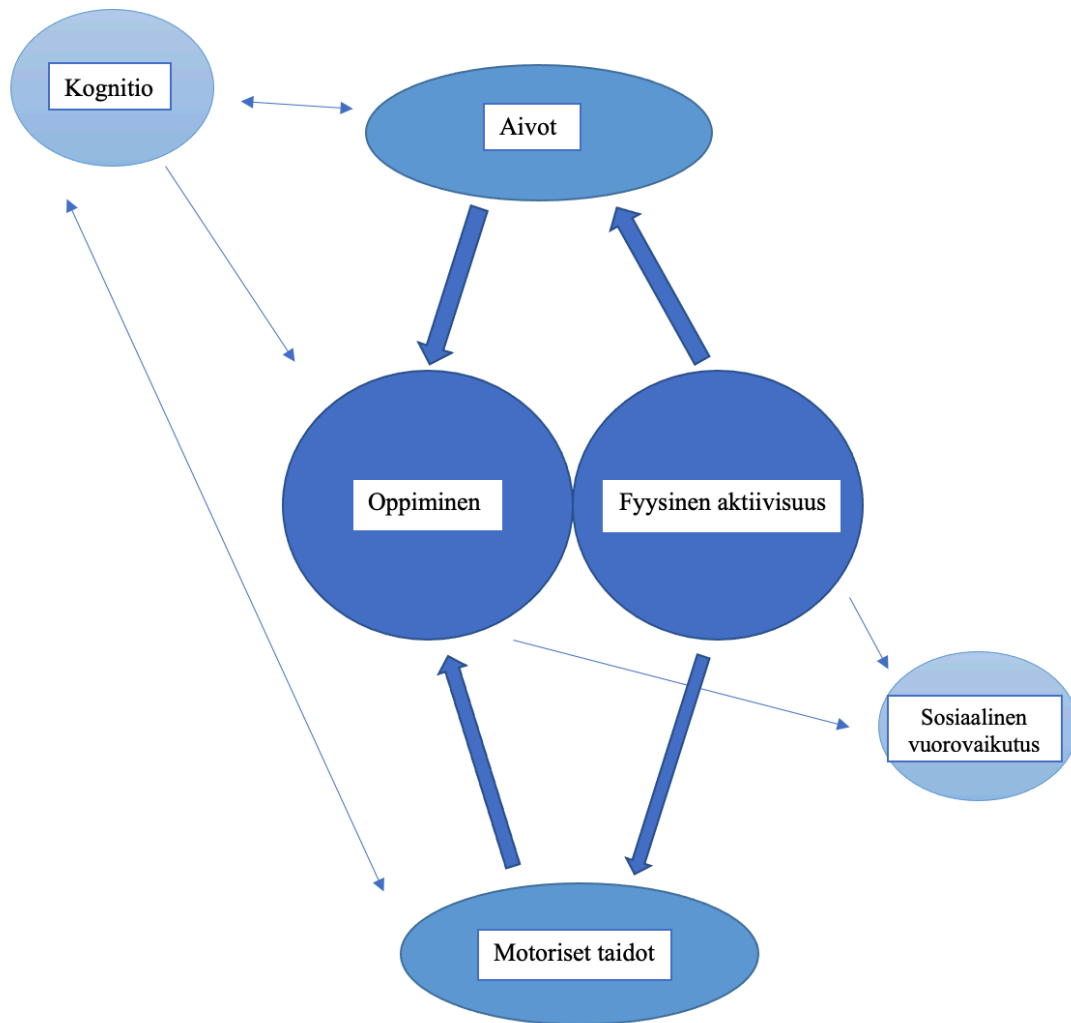 Kognitio
Aivot
Oppiminen
Fyysinen aktiivisuus
Sosiaalinen
vuorovaikutus
Motoriset taidot